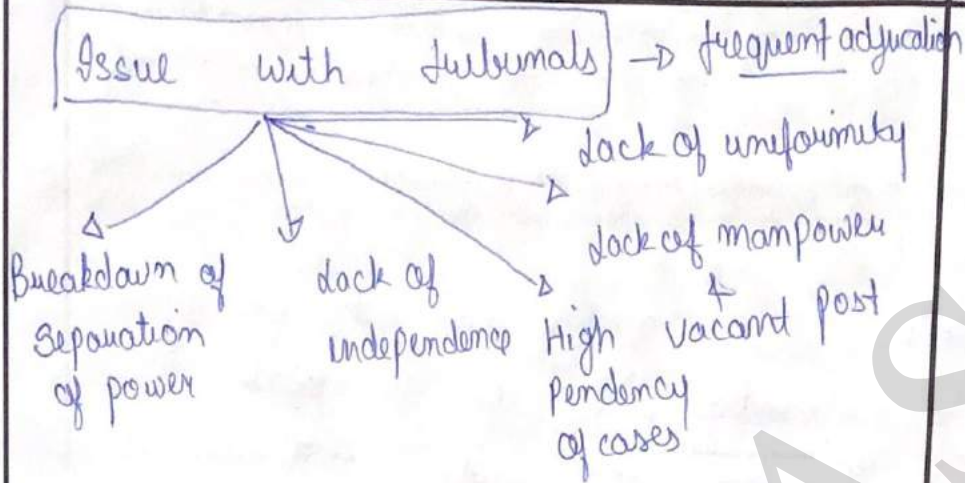 Issue with tribunals → frequent adjucation
Lack of uneformity
Lack of manpower
Breakdown of
separation
of power
Lack of
independence
High
pendency
of cases
Vacant post